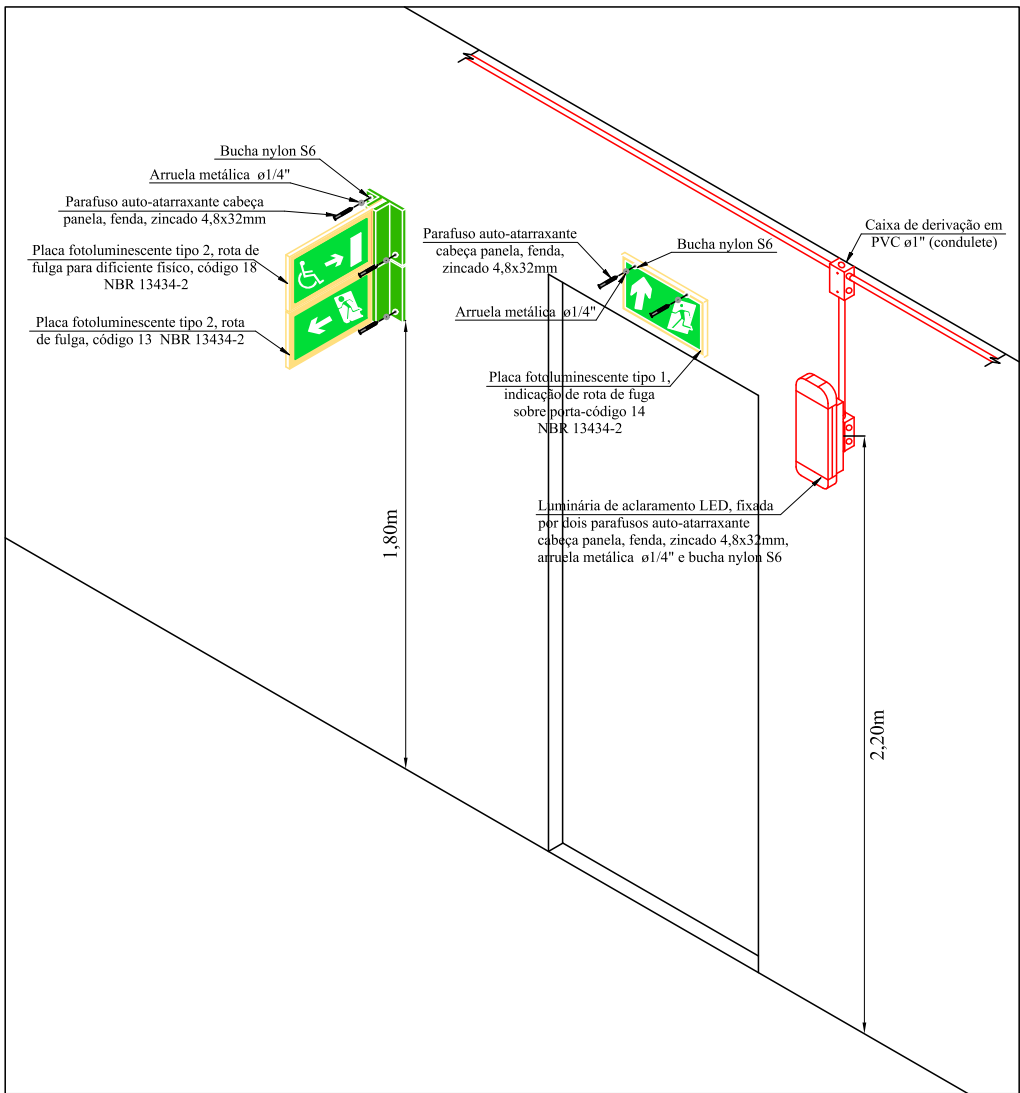 Bucha nylon S6
Arruela metálica ø1/4"
Parafuso auto-atarraxante cabeça
panela, fenda, zincado 4,8x32mm
Placa fotoluminescente tipo 2, rota de
fulga para dificiente físico, código 18
NBR 13434-2
Placa fotoluminescente tipo 2, rota
de fulga, código 13 NBR 13434-2
1,80m
Parafuso auto-atarraxante
cabeça panela, fenda,
zincado 4,8x32mm
Bucha nylon S6
Arruela metálica ø1/4"
Placa fotoluminescente tipo 1,
indicação de rota de fuga
sobre porta-código 14
NBR 13434-2
Caixa de derivação em
PVC ø1" (condulete)
Luminária de aclaramento LED, fixada
por dois parafusos auto-atarraxante
cabeça panela, fenda, zincado 4,8x32mm,
arruela metálica ø1/4" e bucha nylon S6
2,20m